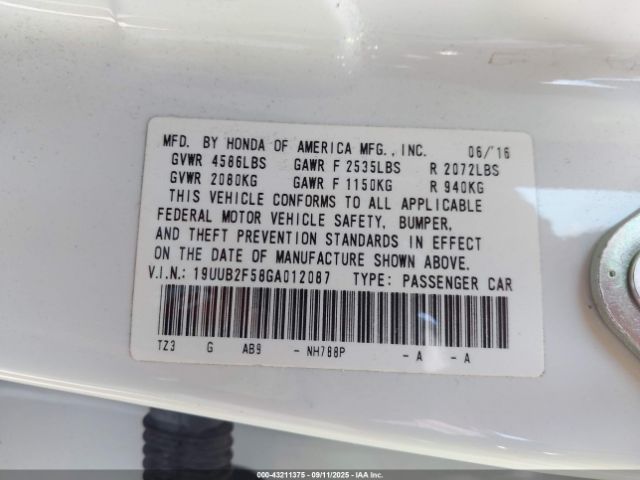 MFD. BY HONDA OF AMERICA MFG., INC. 06/'16
GVWR 4586LBS GAWR F 2535LBS R 2072LBS
GVWR 2080KG GAWR F 1150KG R 940KG
THIS VEHICLE CONFORMS TO ALL APPLICABLE
FEDERAL MOTOR VEHICLE SAFETY, BUMPER,
AND THEFT PREVENTION STANDARDS IN EFFECT
ON THE DATE OF MANUFACTURE SHOWN ABOVE.
V.I.N.: 19UUB2F58GA012087 TYPE: PASSENGER CAR
TZ3 G AB9 - NH788P - A - A
000-43211375 09/11/2025 IAA Inc.